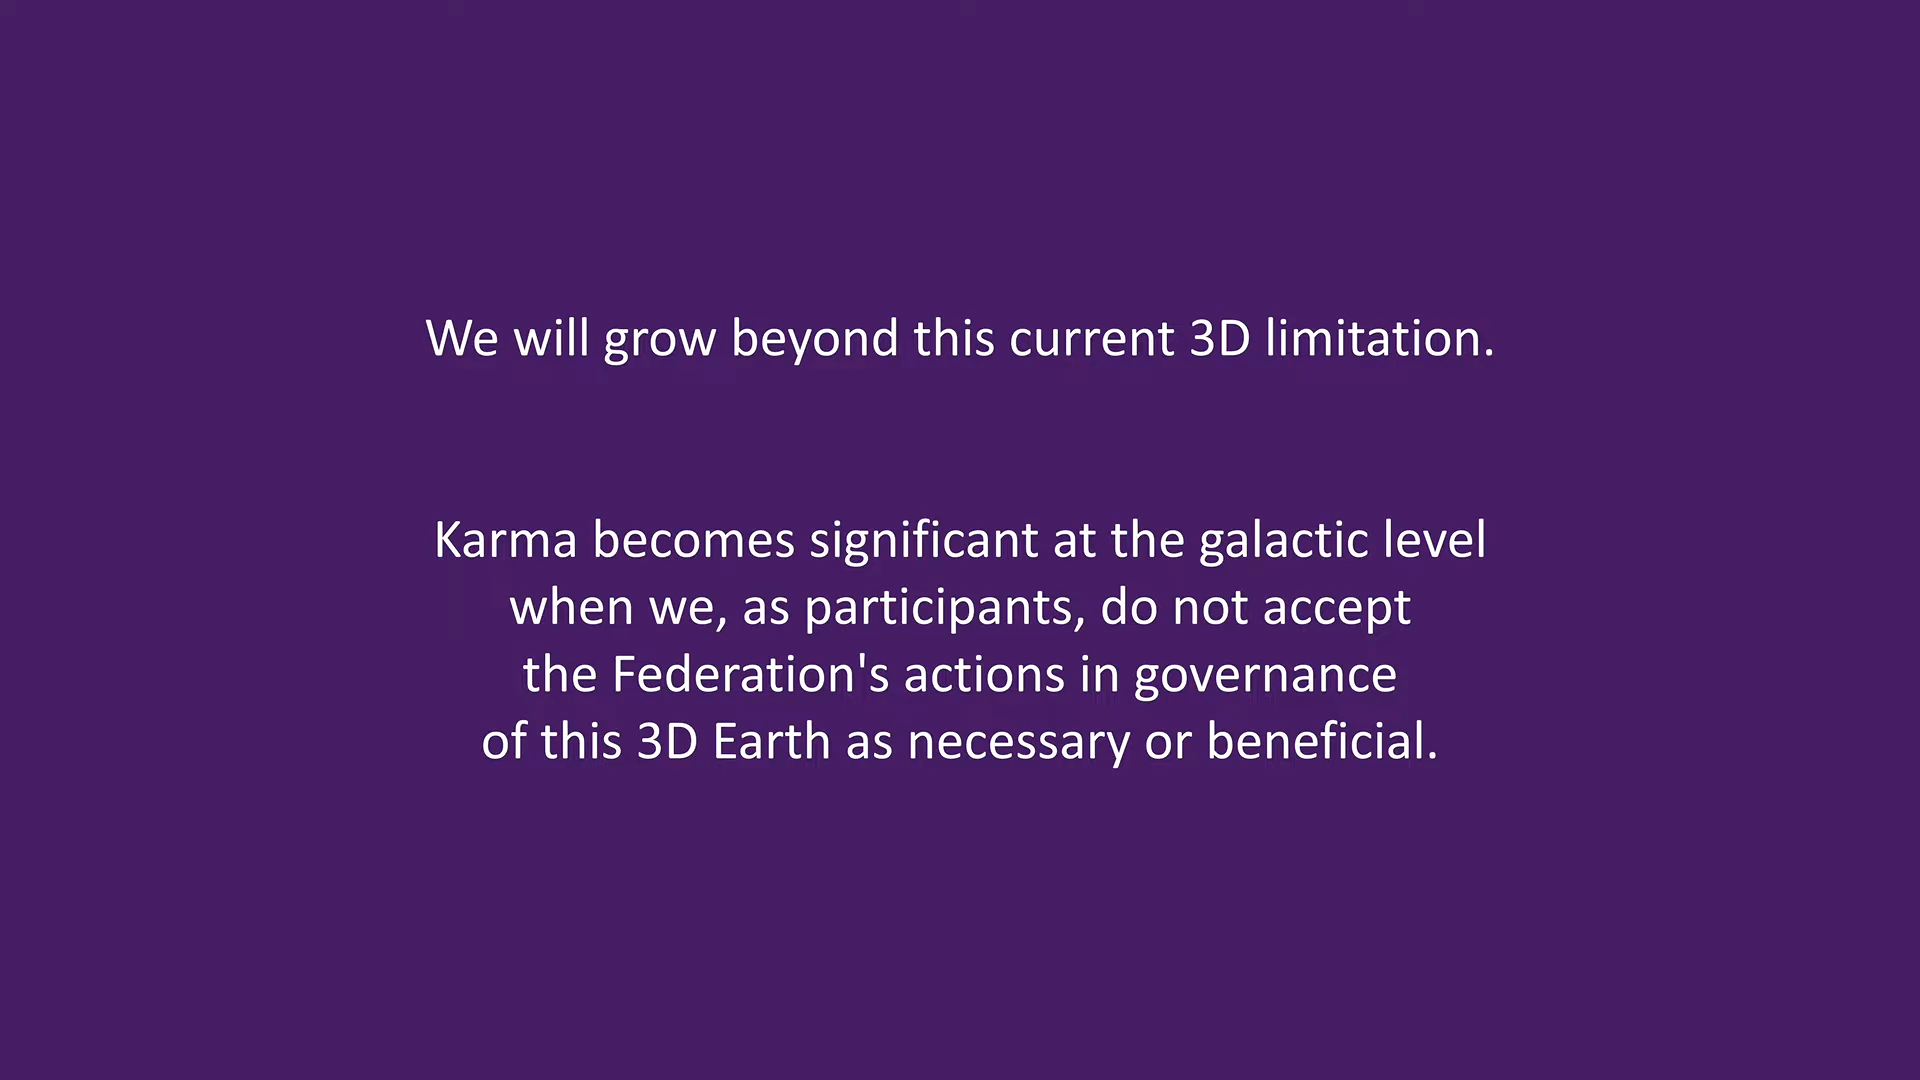 We will grow beyond this current 3D limitation.
Karma becomes significant at the galactic level
when we, as participants, do not accept
the Federation's actions in governance
of this 3D Earth as necessary or beneficial.